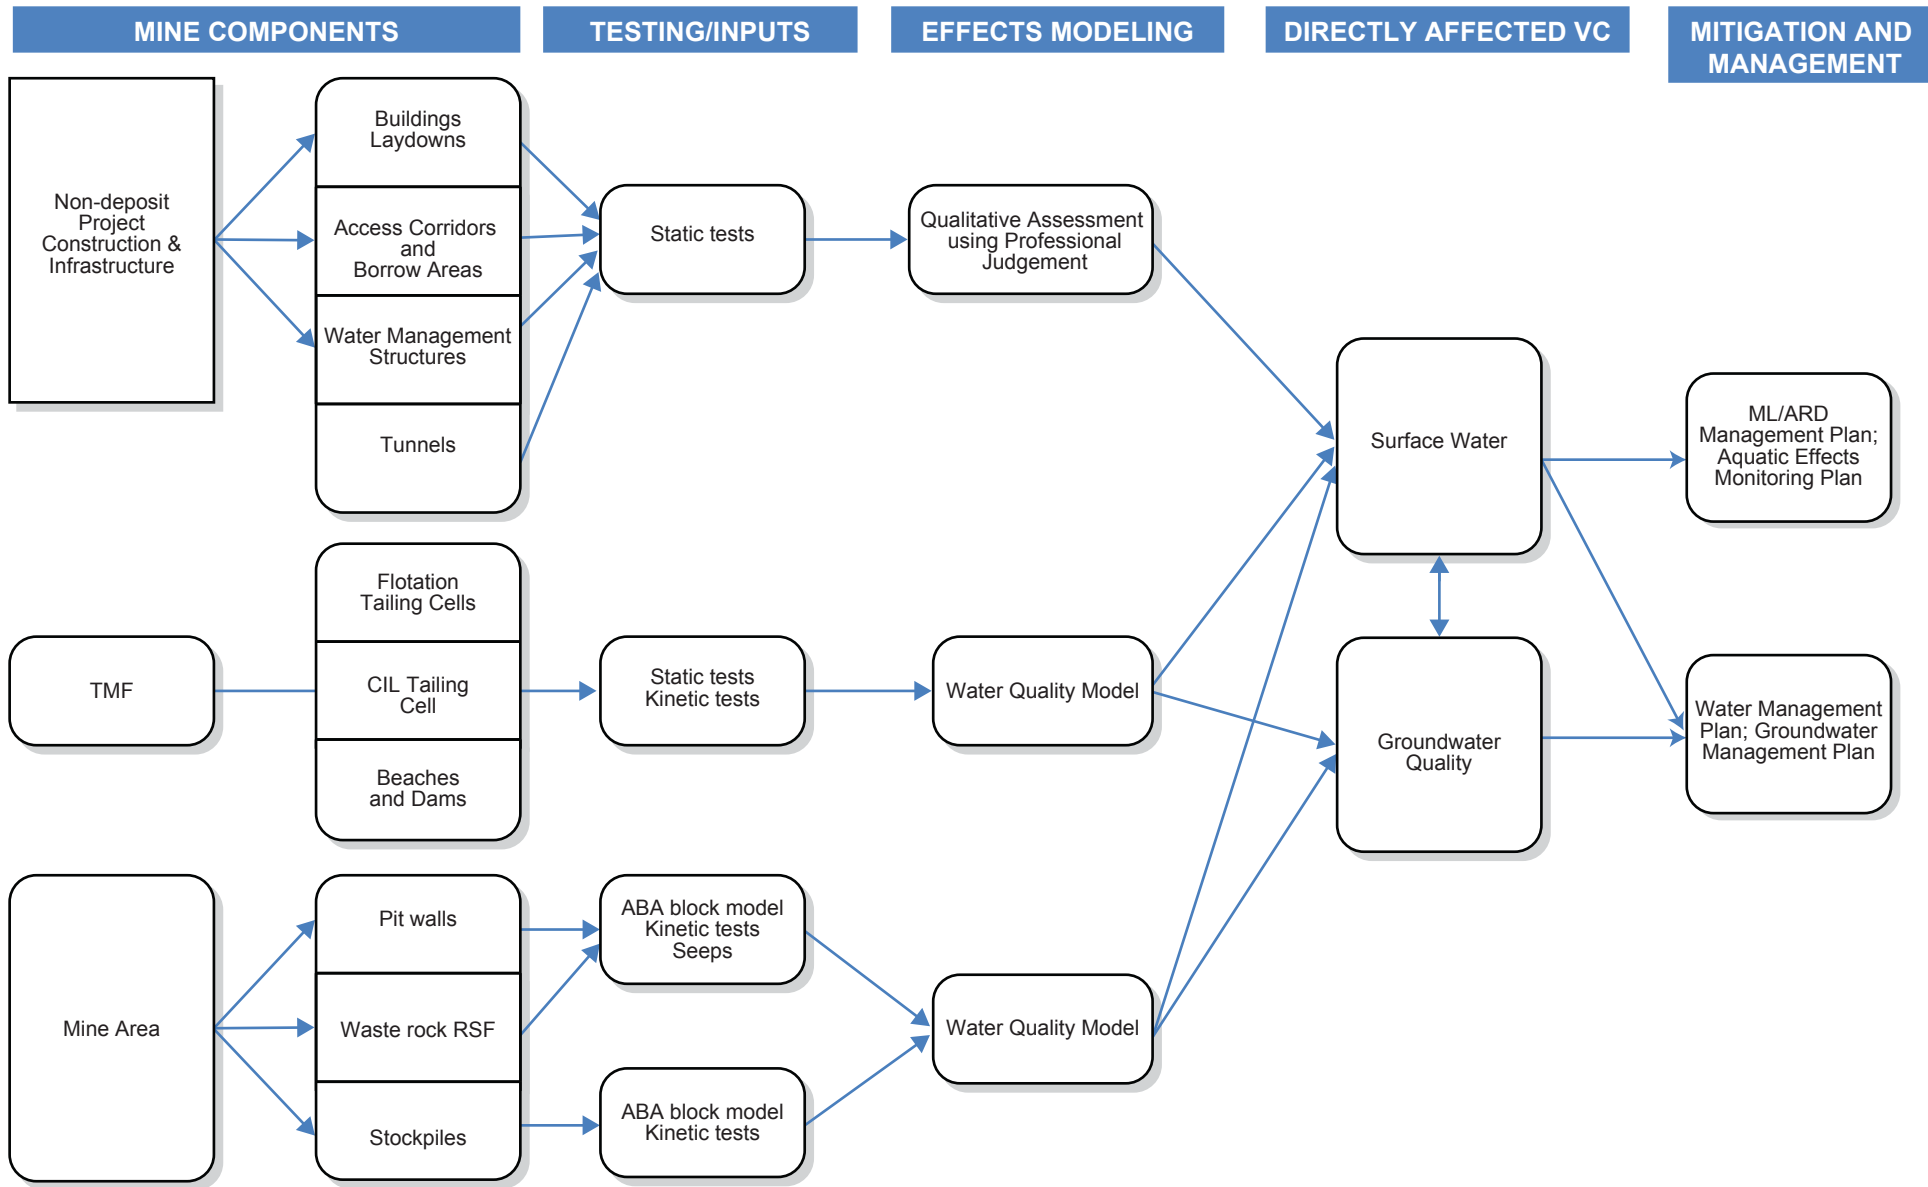 MINE COMPONENTS
TESTING/INPUTS
EFFECTS MODELING
DIRECTLY AFFECTED VC
MITIGATION AND
MANAGEMENT
Non-deposit
Project
Construction &
Infrastructure
Buildings
Laydowns
Access Corridors
and
Borrow Areas
Water Management
Structures
Tunnels
Static tests
Qualitative Assessment
using Professional
Judgement
Surface Water
ML/ARD
Management Plan;
Aquatic Effects
Monitoring Plan
TMF
Flotation
Tailing Cells
CIL Tailing
Cell
Beaches
and Dams
Static tests
Kinetic tests
Water Quality Model
Groundwater
Quality
Water Management
Plan; Groundwater
Management Plan
Mine Area
Pit walls
Waste rock RSF
Stockpiles
ABA block model
Kinetic tests
Seeps
ABA block model
Kinetic tests
Water Quality Model